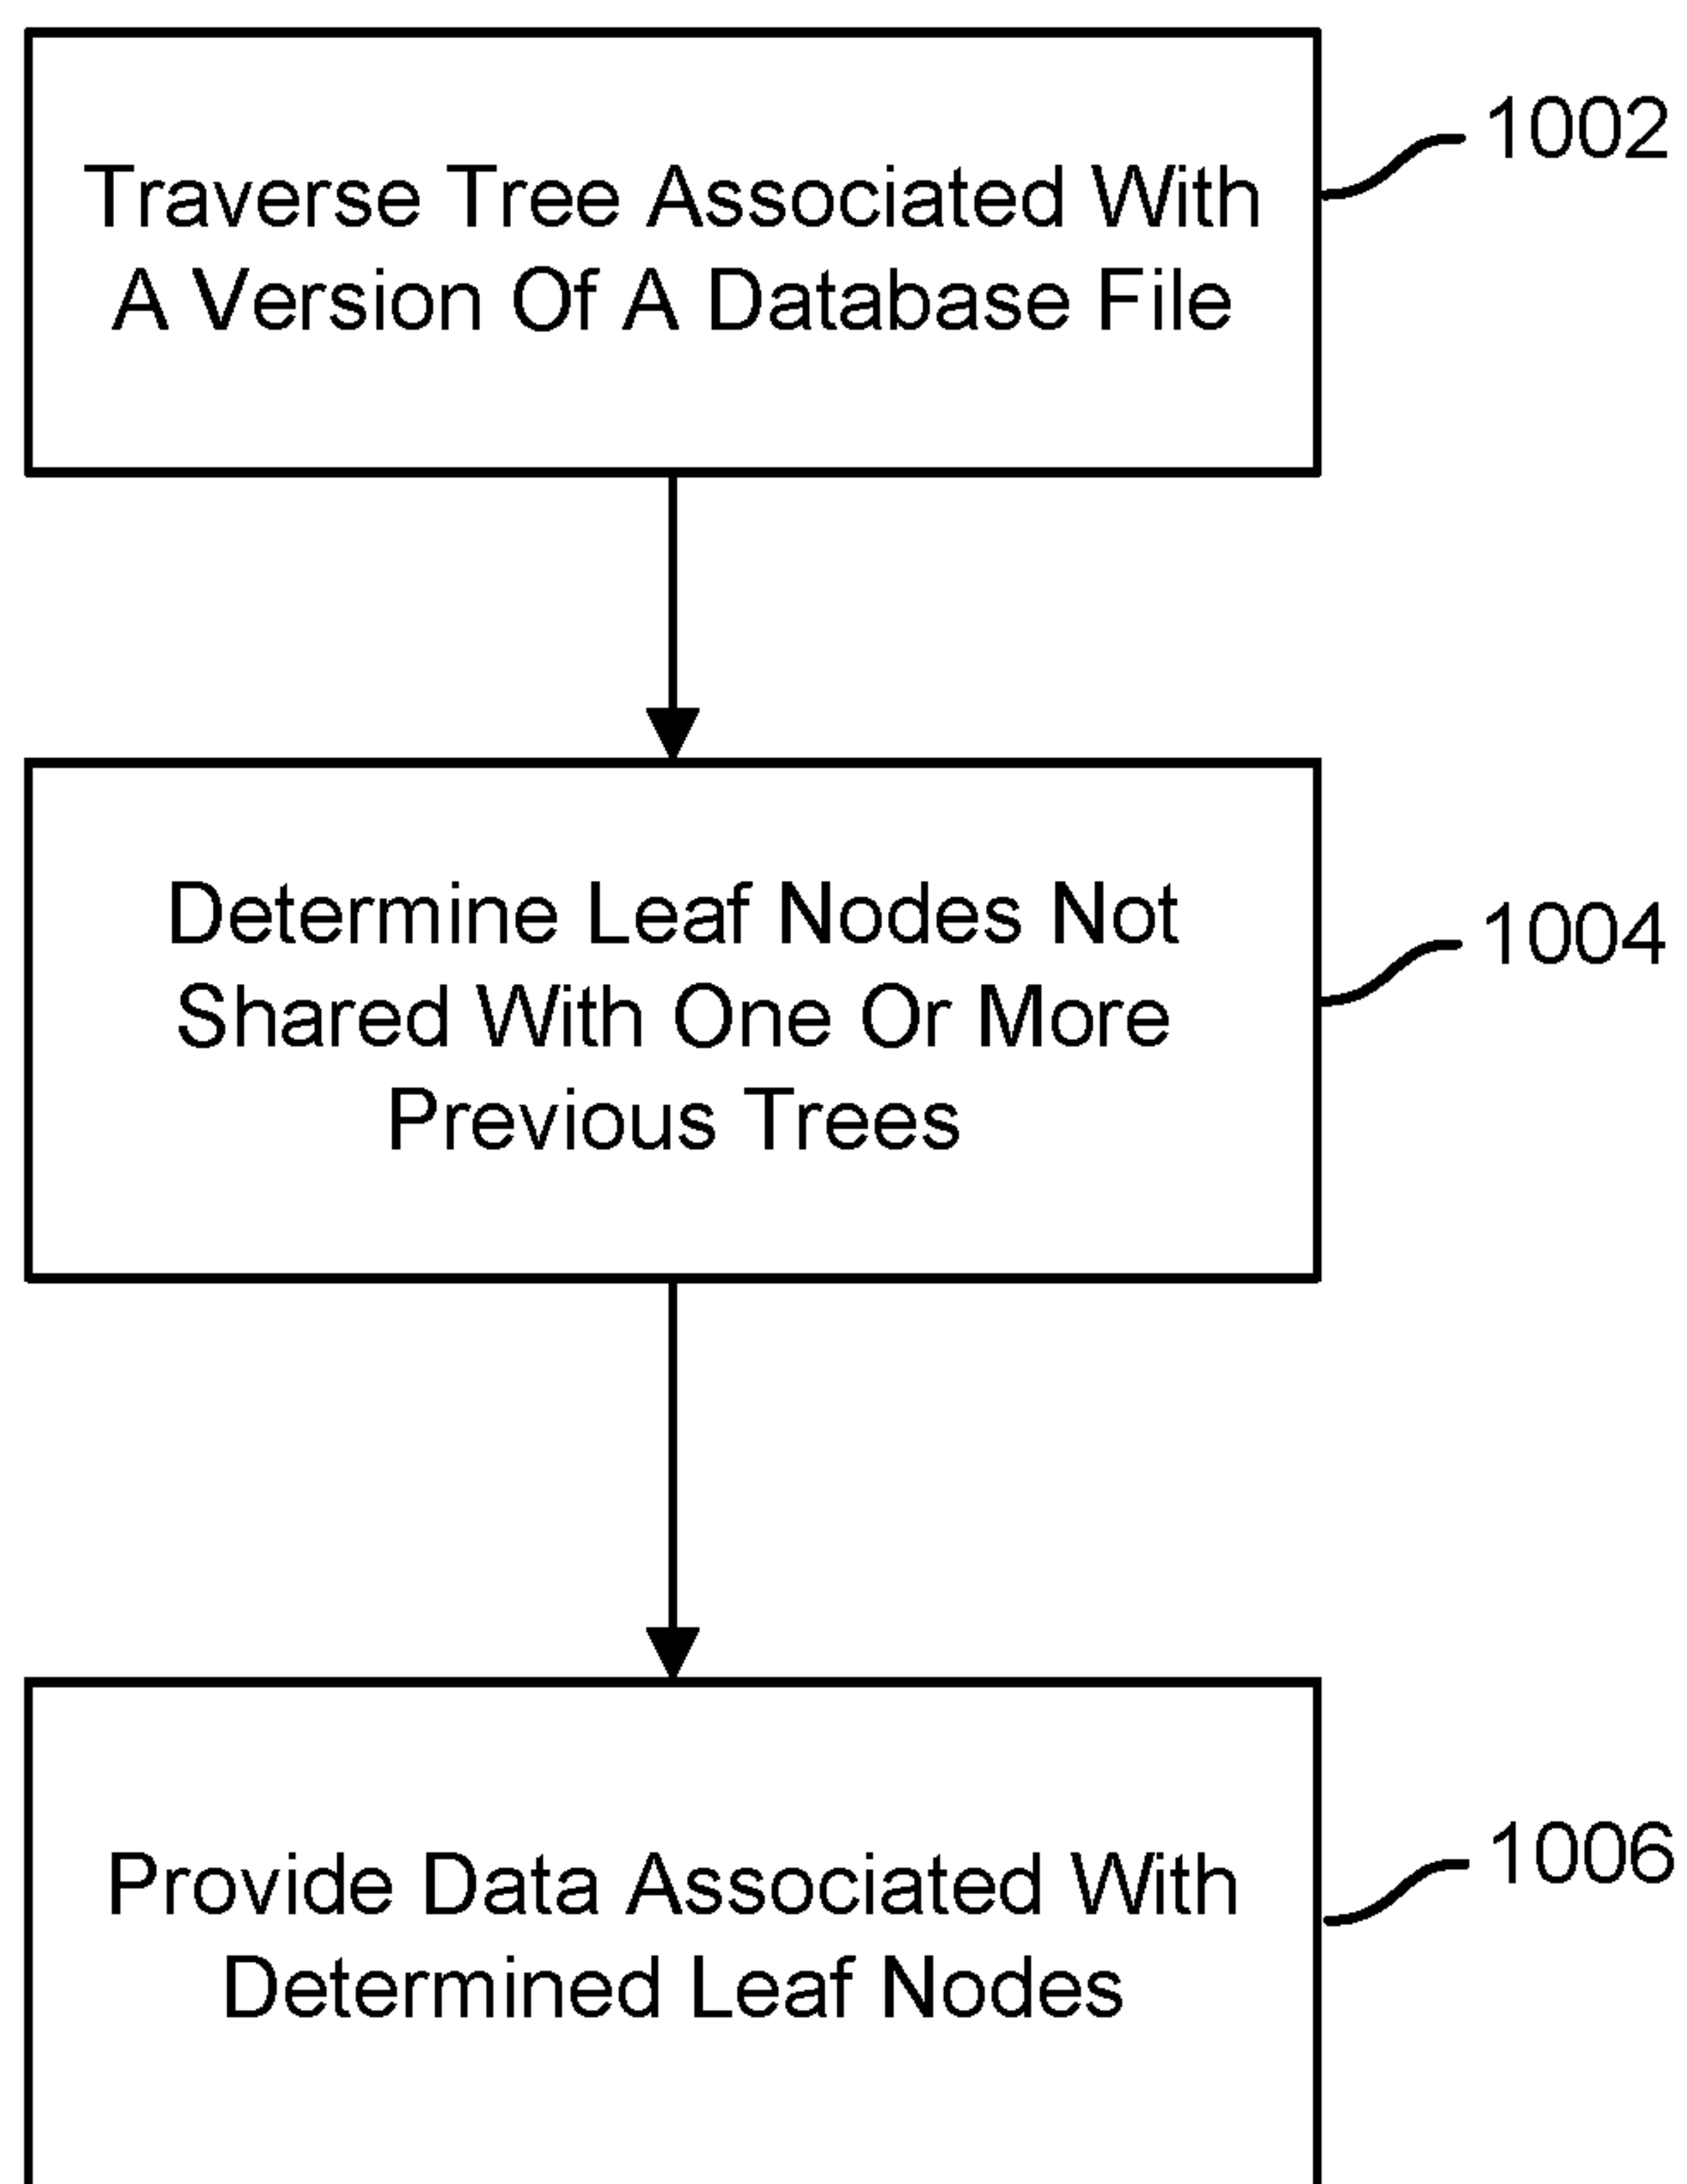 Traverse Tree Associated With
A Version Of A Database File
1002
Determine Leaf Nodes Not
Shared With One Or More
Previous Trees
1004
Provide Data Associated With
Determined Leaf Nodes
1006